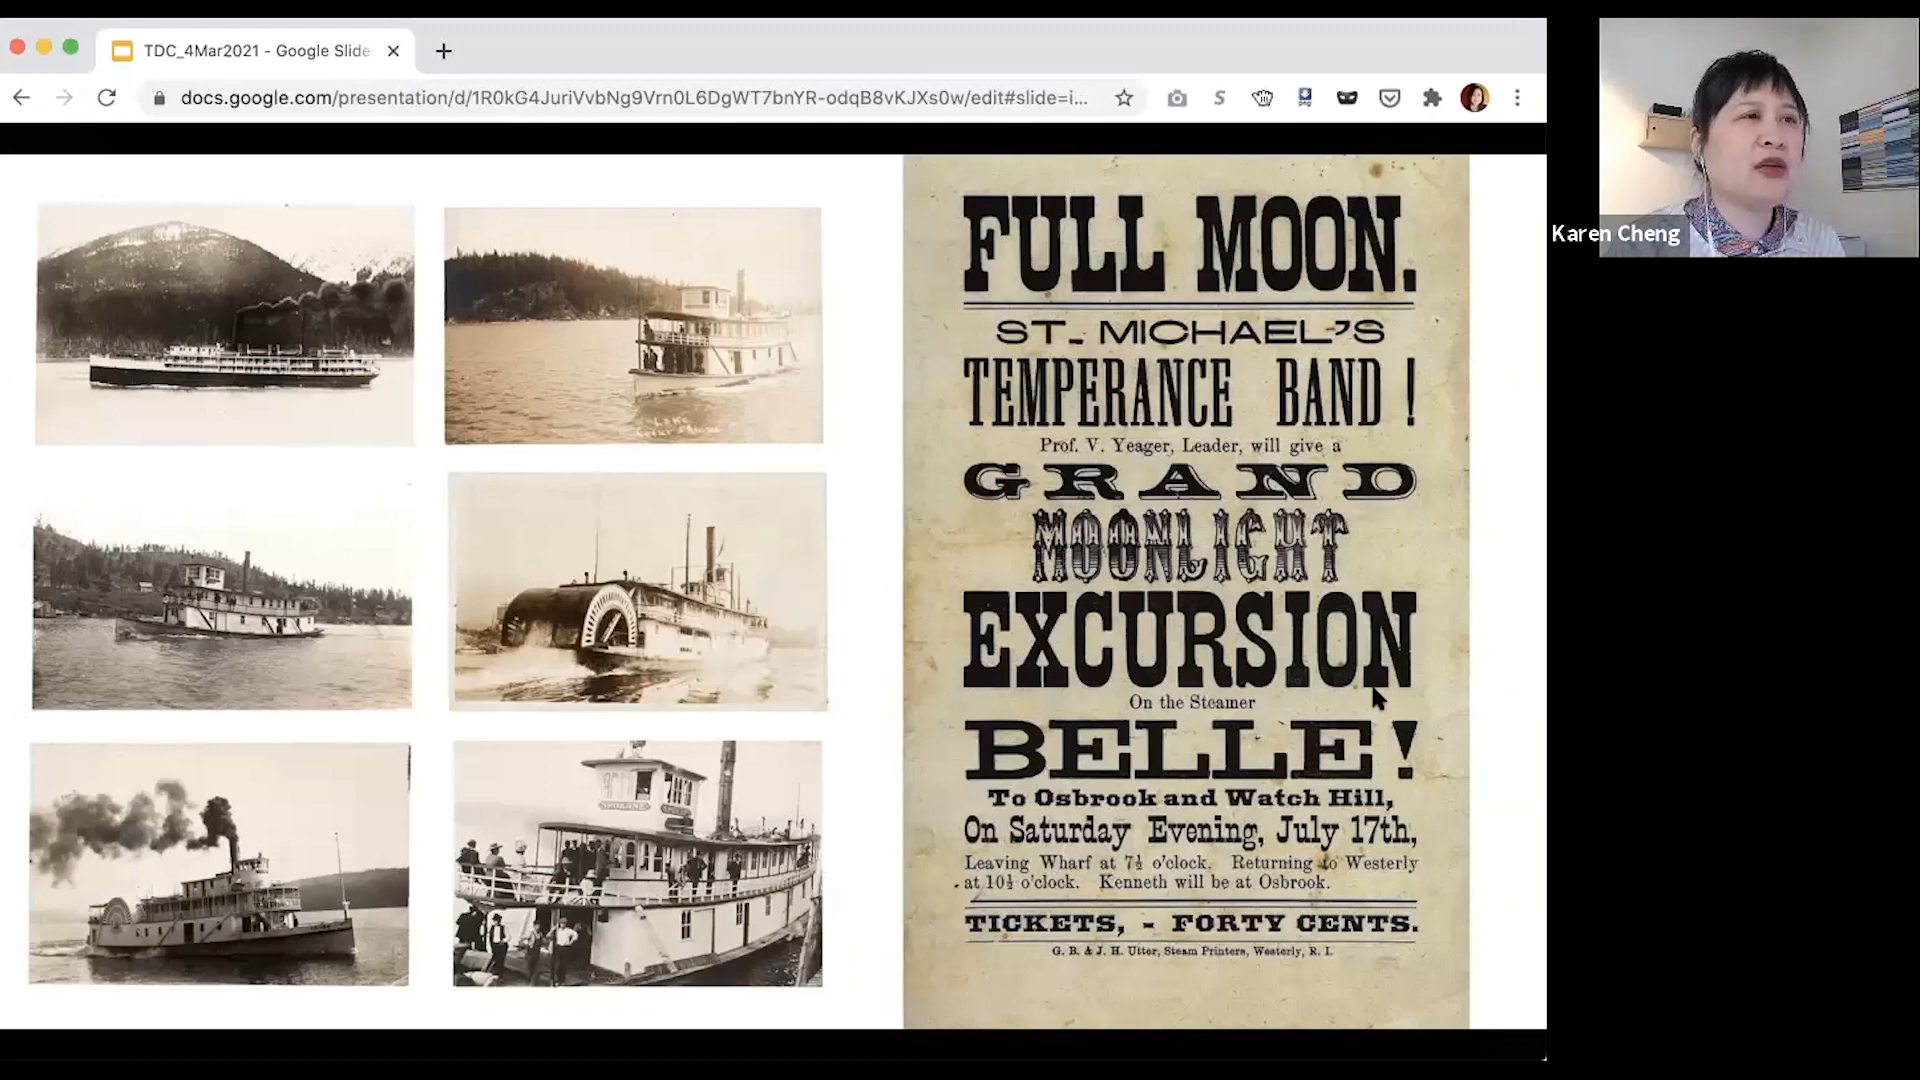 TDC_4Mar2021 - Google Slide
docs.google.com/presentation/d/1R0kG4JuriVvbNg9Vrn0L6DgWT7bnYR-odqB8vKJXs0w/edit#slide=i...
Karen Cheng
FULL MOON.
ST. MICHAEL'S
TEMPERANCE BAND!
Prof. V. Yeager, Leader, will give a
GRAND
MOONLIGHT
EXCURSION
On the Steamer
BELLE!
To Osbrook and Watch Hill,
On Saturday Evening, July 17th,
Leaving Wharf at 7½ o'clock. Returning to Westerly
at 10½ o'clock. Kenneth will be at Osbrook.
TICKETS, - FORTY CENTS.
G. B. & J. H. Utter, Steam Printers, Westerly, R. I.
SPOKANE